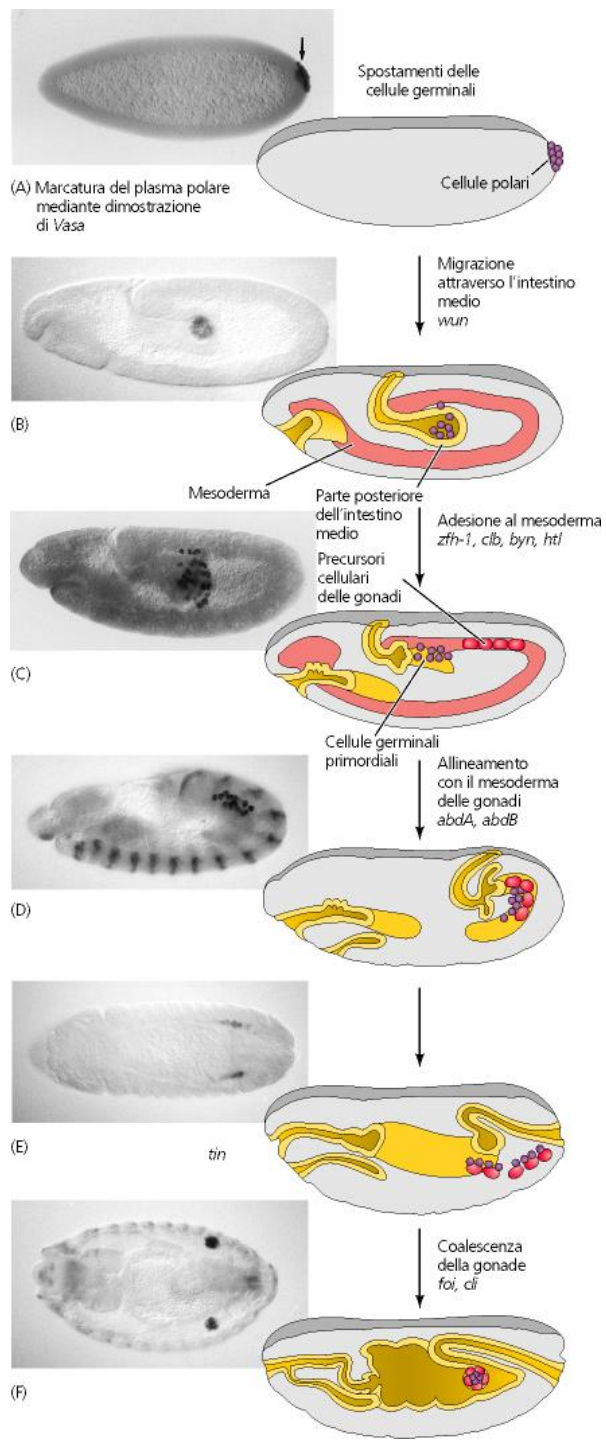 Spostamenti delle
cellule germinali
Cellule polari
(A) Marcatura del plasma polare
mediante dimostrazione
di Vasa
Migrazione
attraverso l'intestino
medio
wun
(B)
Mesoderma
Parte posteriore
dell'intestino
medio
Adesione al mesoderma
zfh-1, clb, byn, htl
Precursori
cellulari
delle gonadi
(C)
Cellule germinali
primordiali
Allineamento
con il mesoderma
delle gonadi
abdA, abdB
(D)
(E)
tin
Coalescenza
della gonade
foi, cli
(F)